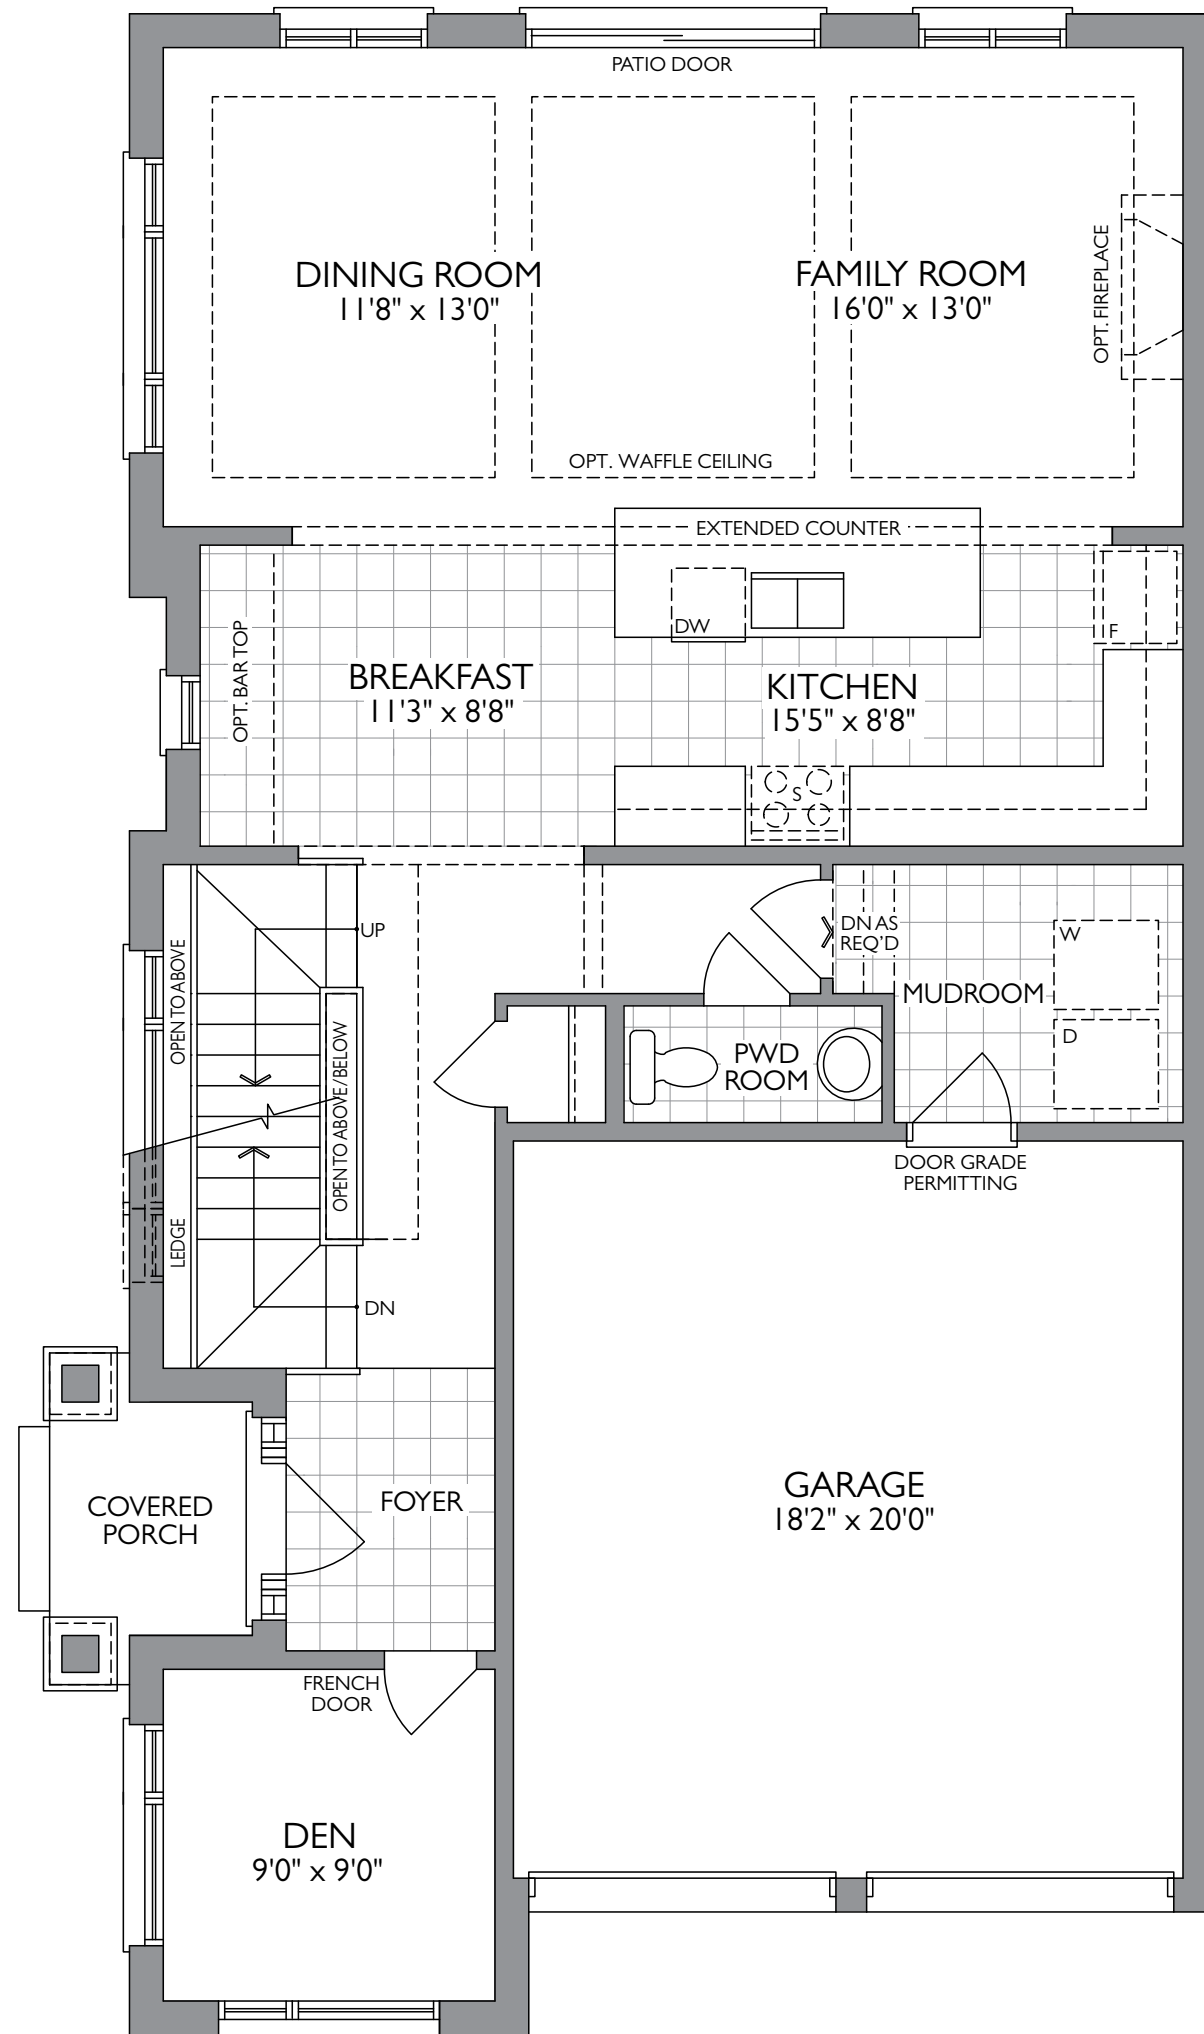 PATIO DOOR
DINING ROOM
11'8" x 13'0"
FAMILY ROOM
16'0" x 13'0"
OPT. FIREPLACE
OPT. WAFFLE CEILING
EXTENDED COUNTER
DW
F
OPT. BAR TOP
BREAKFAST
11'3" x 8'8"
KITCHEN
15'5" x 8'8"
S
UP
OPEN TO ABOVE
DN AS
REQ'D
W
MUDROOM
D
OPEN TO ABOVE/BELOW
PWD
ROOM
DOOR GRADE
PERMITTING
LEDGE
DN
COVERED
PORCH
FOYER
GARAGE
18'2" x 20'0"
FRENCH
DOOR
DEN
9'0" x 9'0"